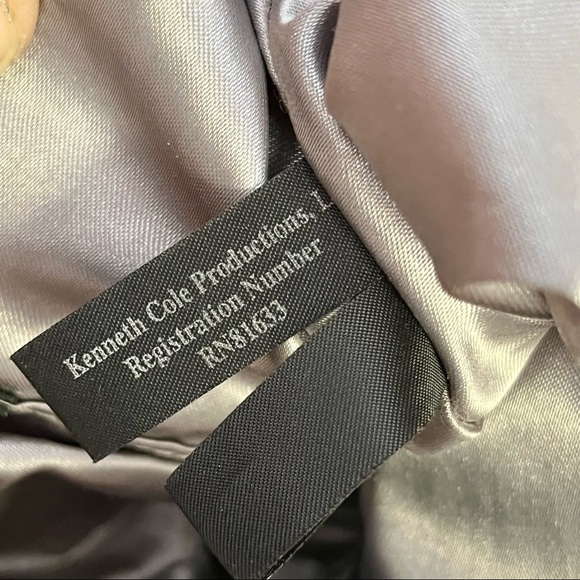 Kenneth Cole Productions, L
Registration Number
RN81633